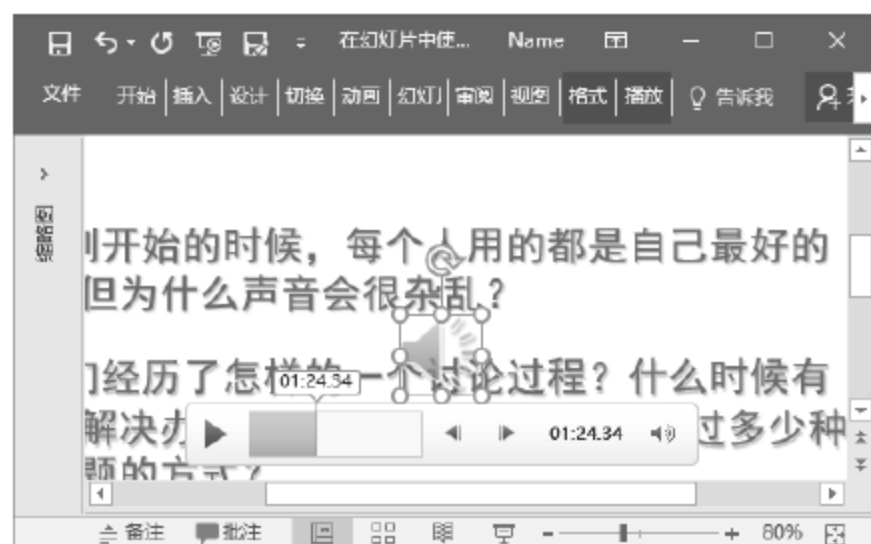 在幻灯片中使... Name
文件 开始 插入 设计 切换 动画 幻灯 审阅 视图 格式 播放 告诉我
缩略图
开始的时候，每个人用的都是自己最好的
但为什么声音会很杂乱？
经历了怎样的一个讨论过程？什么时候有
01:24.34
解决办 过多少种
01:24.34
题的方式？
备注 批注 80%